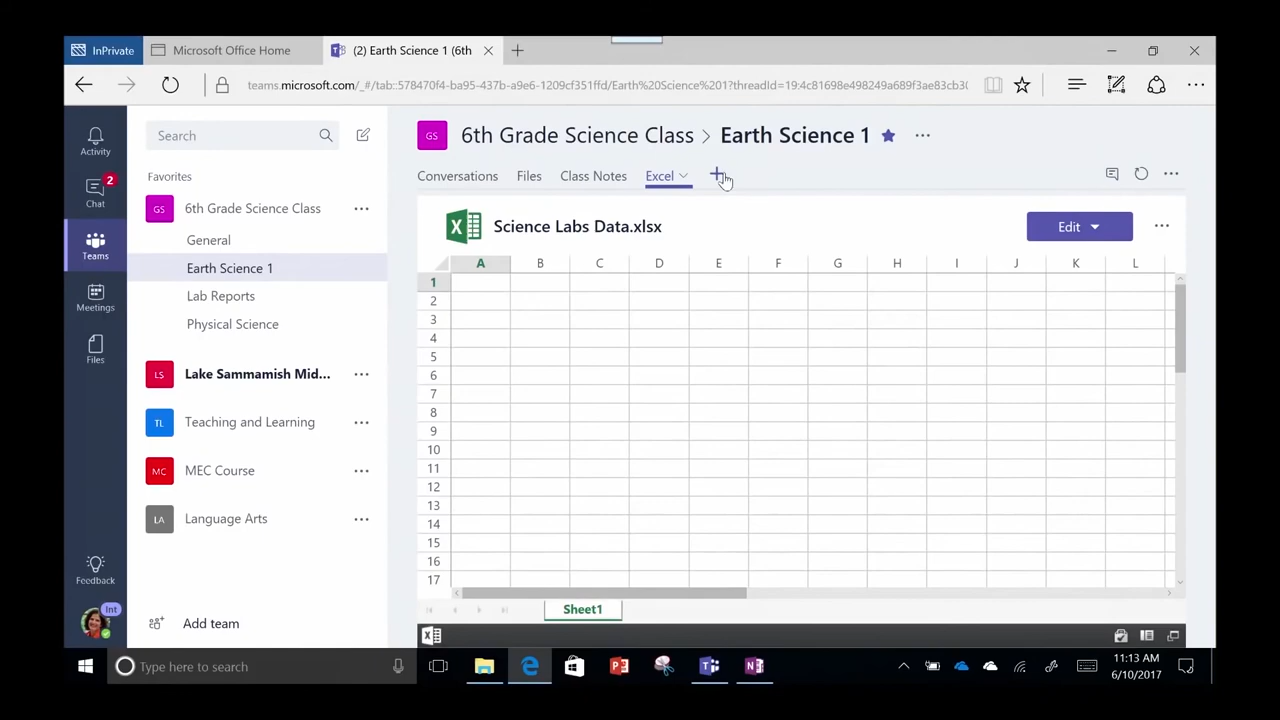 InPrivate
Microsoft Office Home
(2) Earth Science 1 (6th
teams.microsoft.com/_#/tab::578470f4-ba95-437b-a9e6-1209cf351ffd/Earth%20Science%201?threadId=19:4c81698e498249a689f3aea83cb30
Activity
2
Chat
Teams
Meetings
Files
Feedback
Int
Search
Favorites
GS
6th Grade Science Class
General
Earth Science 1
Lab Reports
Physical Science
LS
Lake Sammamish Mid...
TL
Teaching and Learning
MC
MEC Course
LA
Language Arts
Add team
GS
6th Grade Science Class > Earth Science 1
Conversations Files Class Notes Excel
Science Labs Data.xlsx
Edit
A B C D E F G H I J K L
1
2
3
4
5
6
7
8
9
10
11
12
13
14
15
16
17
Sheet1
Type here to search
11:13 AM
6/10/2017